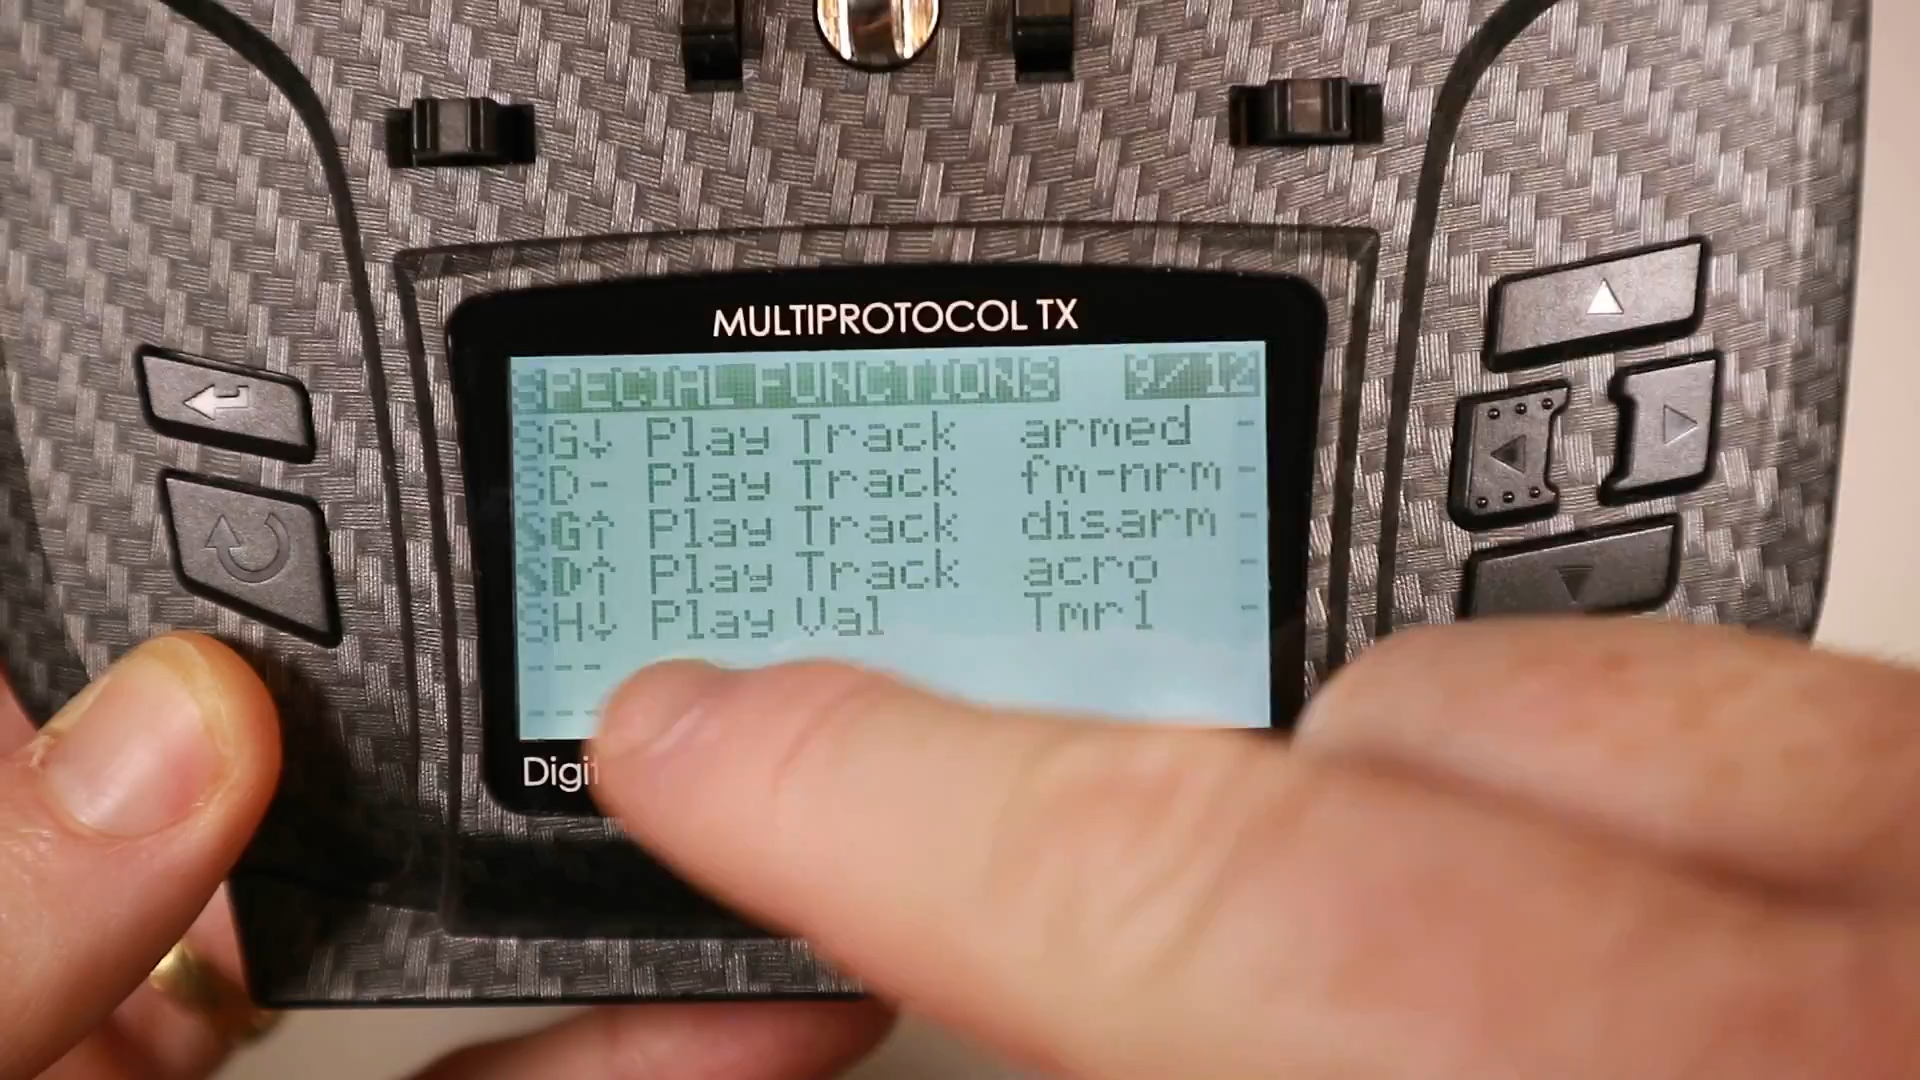 MULTIPROTOCOL TX
SPECIAL FUNCTIONS
SG↓ Play Track armed -
SD- Play Track fm-nrm -
SG↑ Play Track disarm -
SD↑ Play Track acro -
SH↓ Play Val Tmr1 -
---
---
Digit